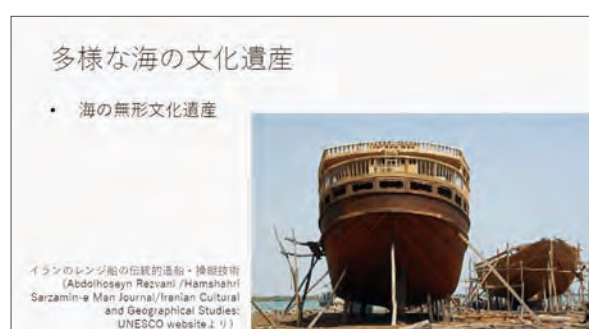 多様な海の文化遺産
• 海の無形文化遺産
イランのレンジ船の伝統的造船・操縦技術
(Abdolhoseyn Rezvani /Hamshahri
Sarzamin-e Man Journal/Iranian Cultural
and Geographical Studies:
UNESCO websiteより)